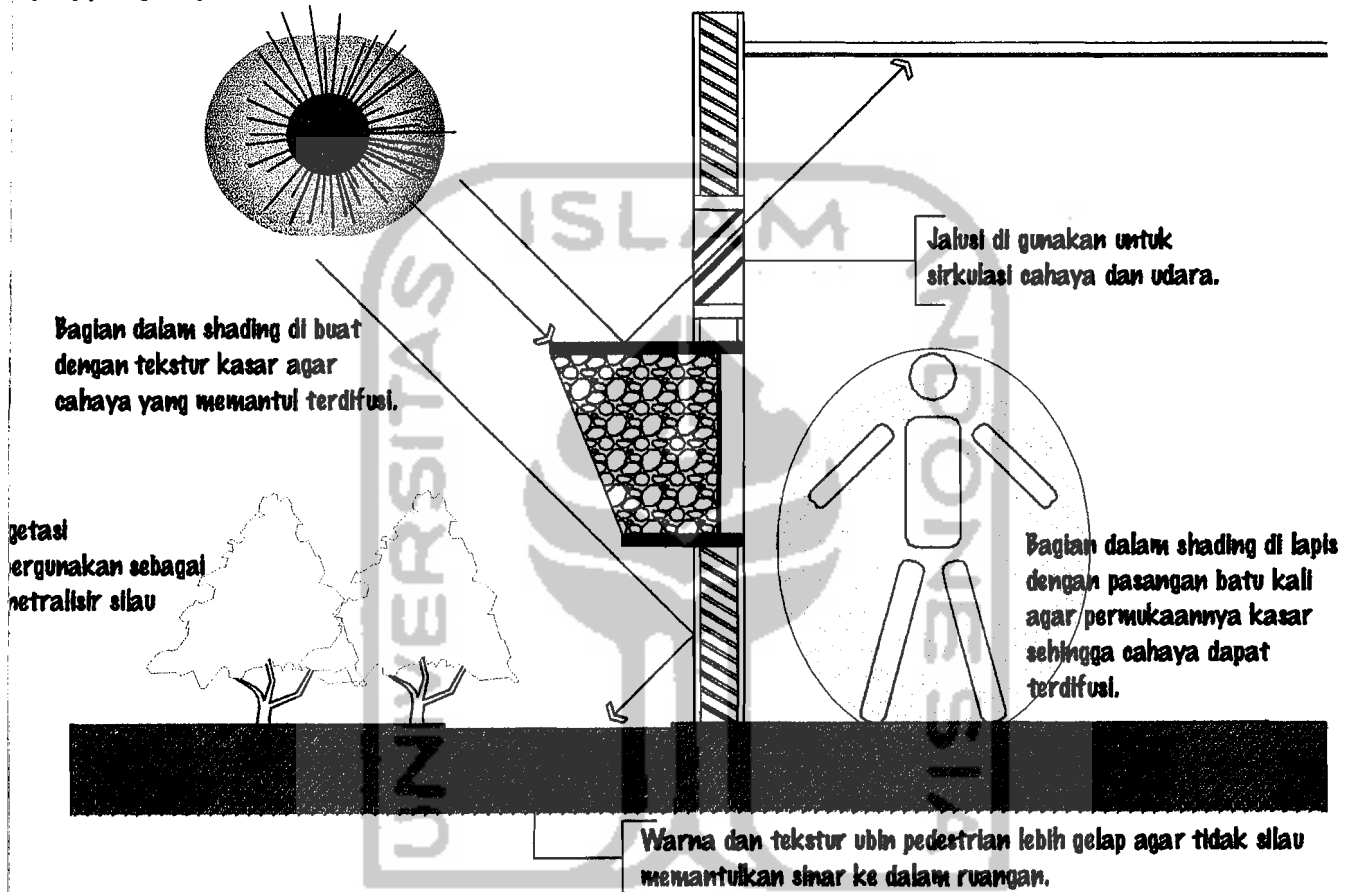 Jalusi di gunakan untuk
sirkulasi cahaya dan udara.
Bagian dalam shading di buat
dengan tekstur kasar agar
cahaya yang memantul terdifusi.
getasi
ergunakan sebagai
netralisir silau
Bagian dalam shading di lapis
dengan pasangan batu kali
agar permukaannya kasar
sehingga cahaya dapat
terdifusi.
Warna dan tekstur ubin pedestrian lebih gelap agar tidak silau
memantulkan sinar ke dalam ruangan.
UNIVERSITAS
ISLAM
INDONESIA